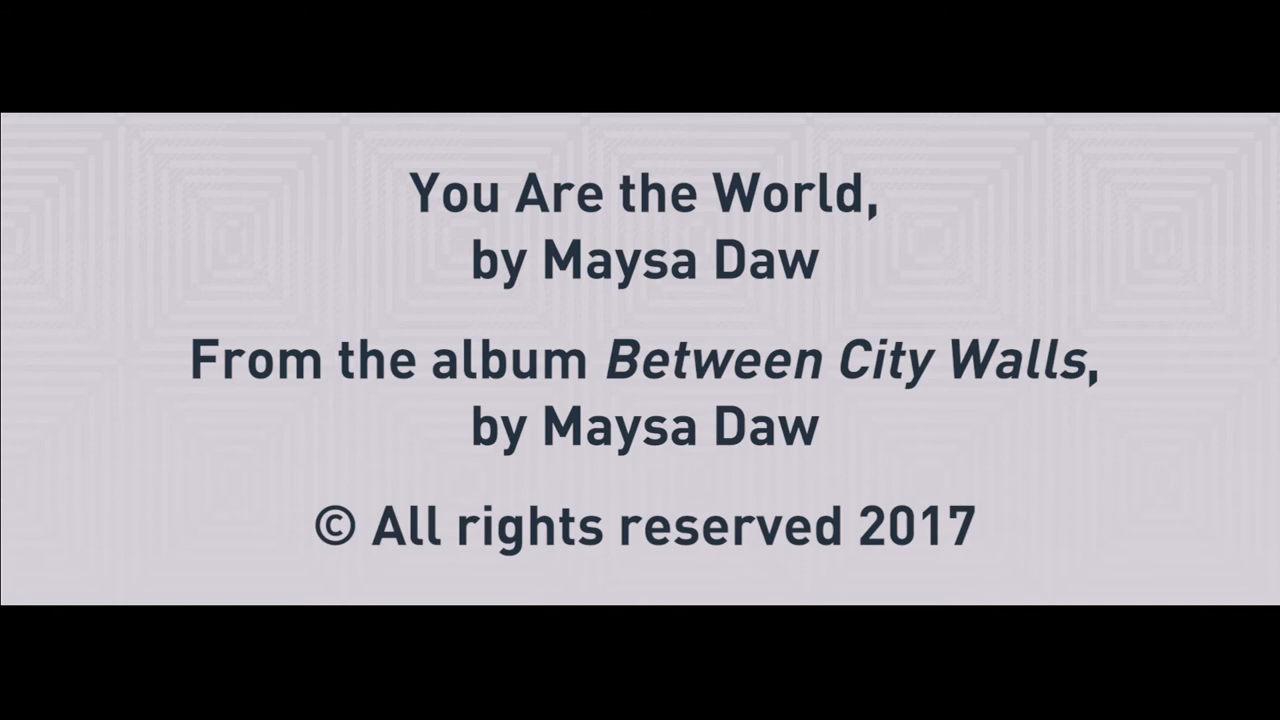 You Are the World,
by Maysa Daw
From the album Between City Walls,
by Maysa Daw
© All rights reserved 2017